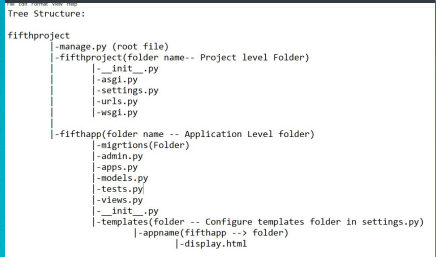 File Edit Format View Help
Tree Structure:
fifthproject
|-manage.py (root file)
|-fifthproject(folder name-- Project level Folder)
| |-__init__.py
| |-asgi.py
| |-settings.py
| |-urls.py
| |-wsgi.py
|
|-fifthapp(folder name -- Application Level folder)
|-migrtions(Folder)
|-admin.py
|-apps.py
|-models.py
|-tests.py
|-views.py
|-__init__.py
|-templates(folder -- Configure templates folder in settings.py)
|-appname(fifthapp --> folder)
|-display.html